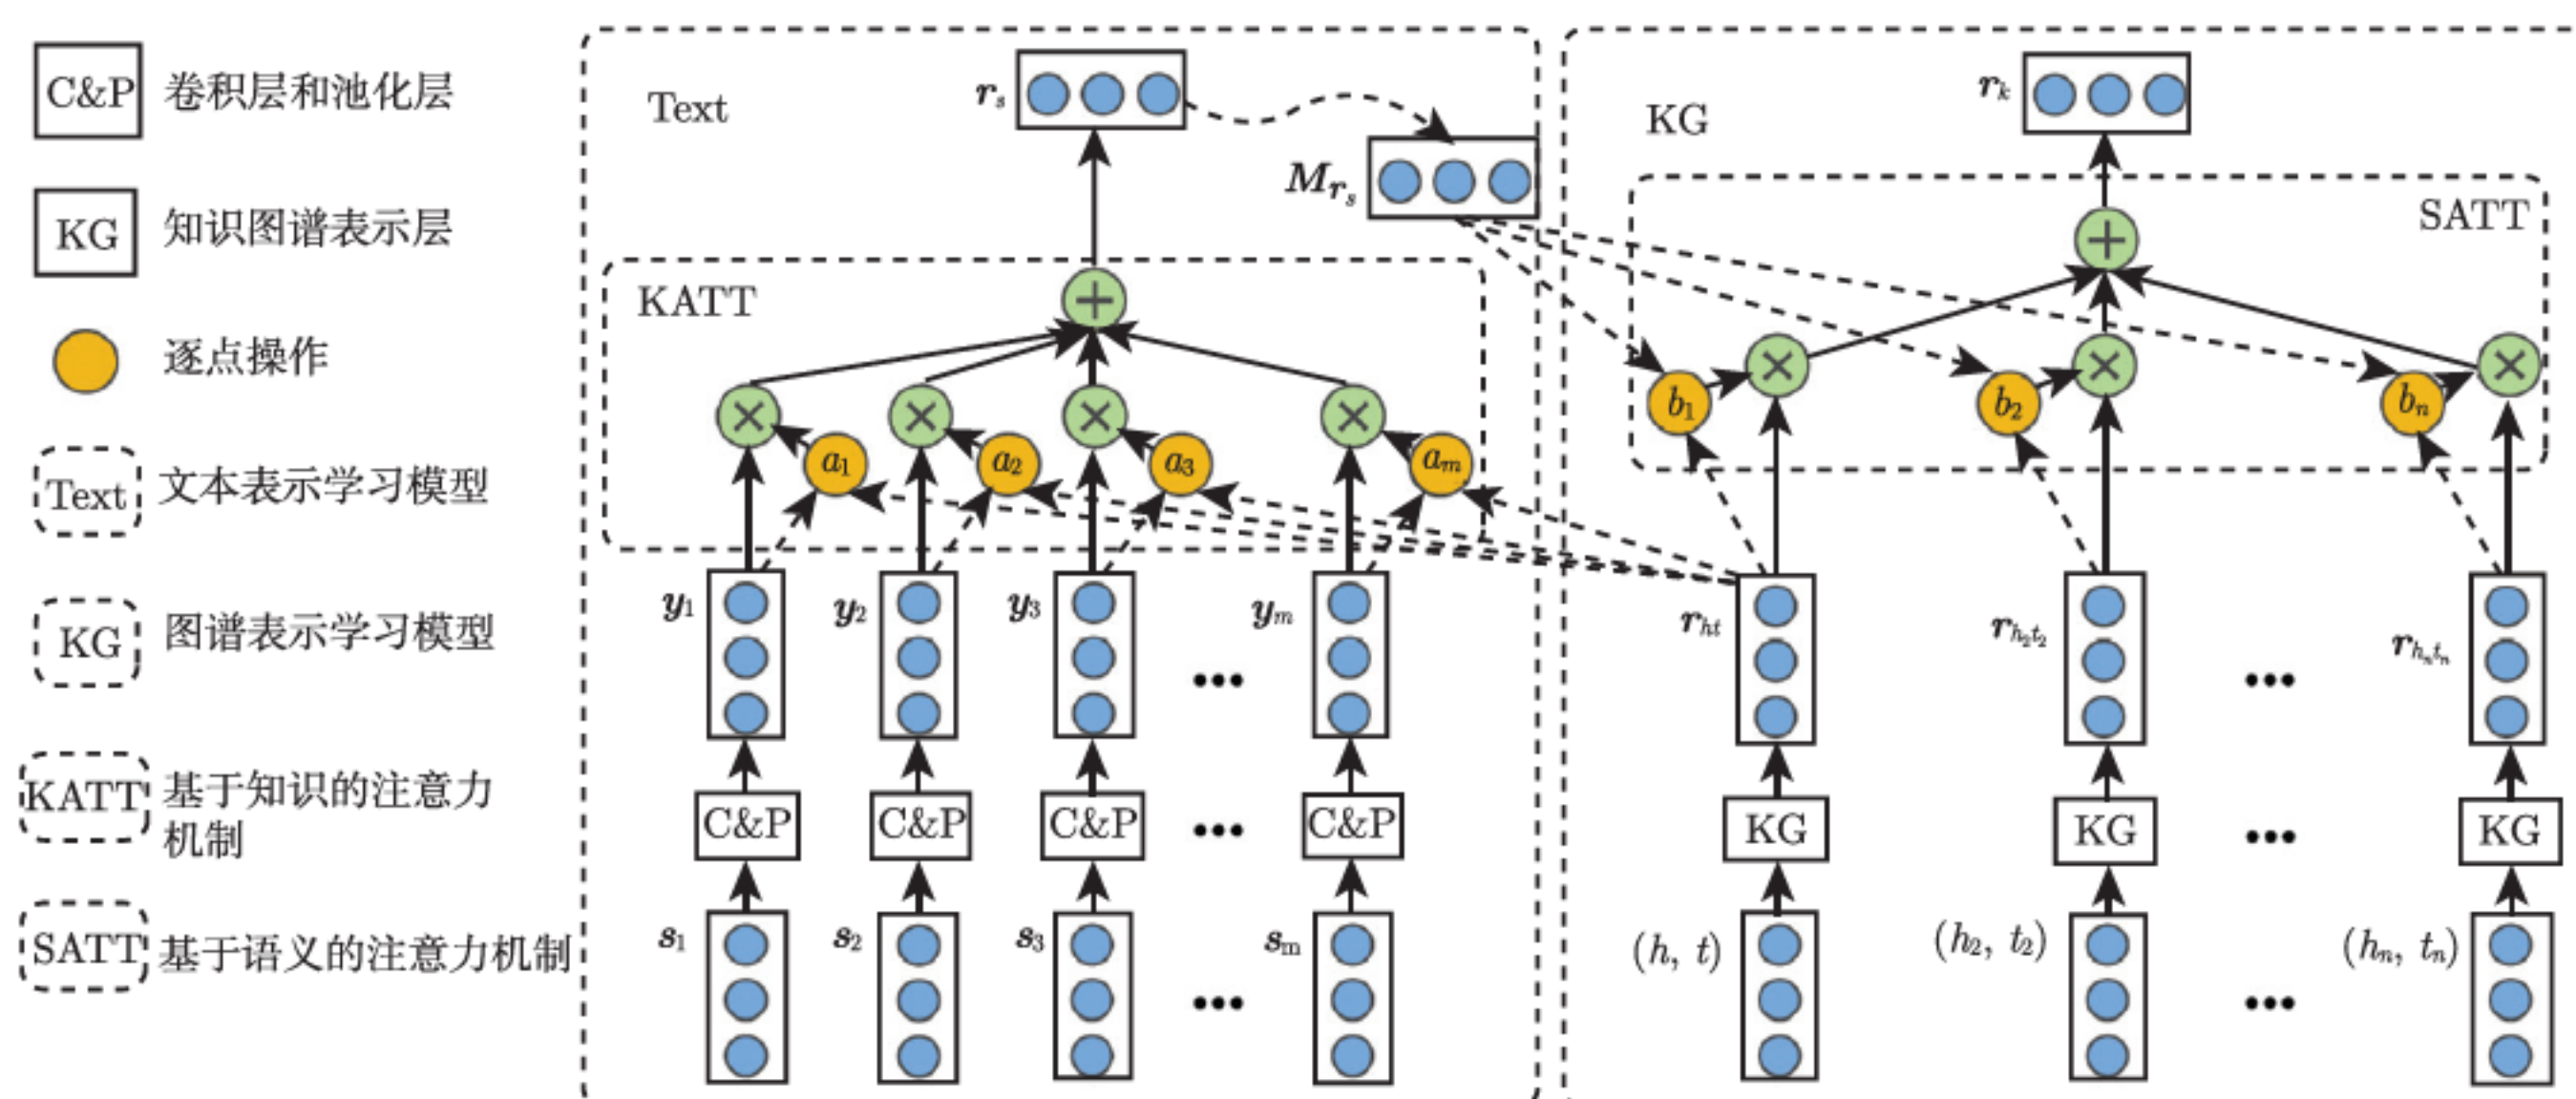 C&P 卷积层和池化层
KG 知识图谱表示层
逐点操作
Text 文本表示学习模型
KG 图谱表示学习模型
KATT 基于知识的注意力
机制
SATT 基于语义的注意力机制
Text
r_s
M_{r_s}
KATT
a_1 a_2 a_3 a_m
y_1 y_2 y_3 y_m
...
C&P C&P C&P ... C&P
s_1 s_2 s_3 s_m
...
KG
r_k
SATT
b_1 b_2 b_n
r_{ht} r_{h_2t_2} r_{h_nt_n}
...
KG KG ... KG
(h, t) (h_2, t_2) (h_n, t_n)
...